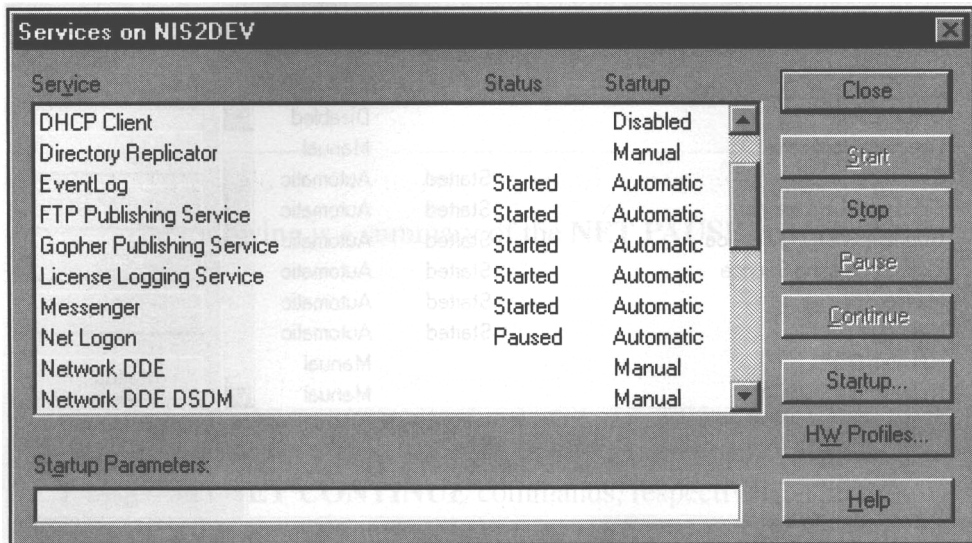 Services on NIS2DEV
Service Status Startup
DHCP Client Disabled
Directory Replicator Manual
EventLog Started Automatic
FTP Publishing Service Started Automatic
Gopher Publishing Service Started Automatic
License Logging Service Started Automatic
Messenger Started Automatic
Net Logon Paused Automatic
Network DDE Manual
Network DDE DSDM Manual
Startup Parameters:
Close
Start
Stop
Pause
Continue
Startup...
HW Profiles...
Help